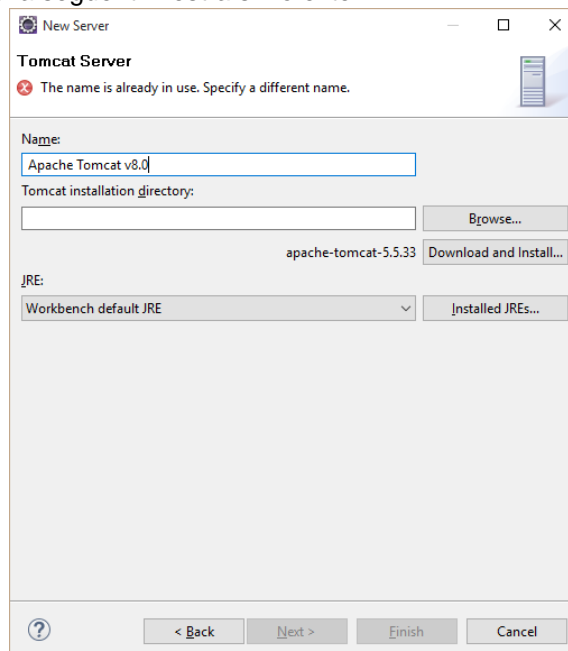 New Server
Tomcat Server
The name is already in use. Specify a different name.
Name:
Apache Tomcat v8.0
Tomcat installation directory:
Browse...
apache-tomcat-5.5.33 Download and Install...
JRE:
Workbench default JRE Installed JREs...
? < Back Next > Finish Cancel